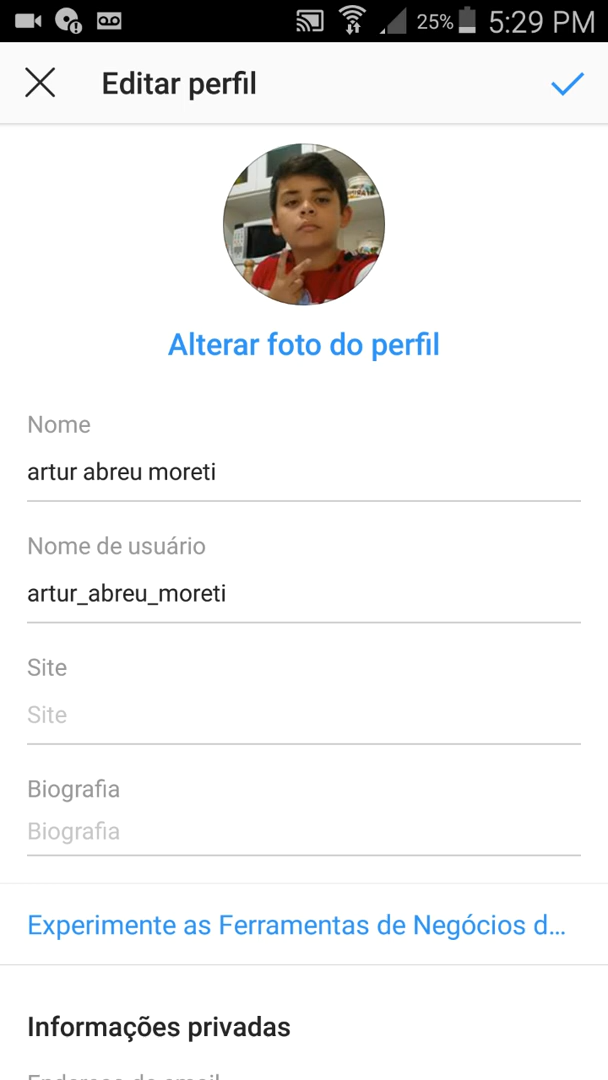 25% 5:29 PM
Editar perfil
Alterar foto do perfil
Nome
artur abreu moreti
Nome de usuário
artur_abreu_moreti
Site
Site
Biografia
Biografia
Experimente as Ferramentas de Negócios d...
Informações privadas